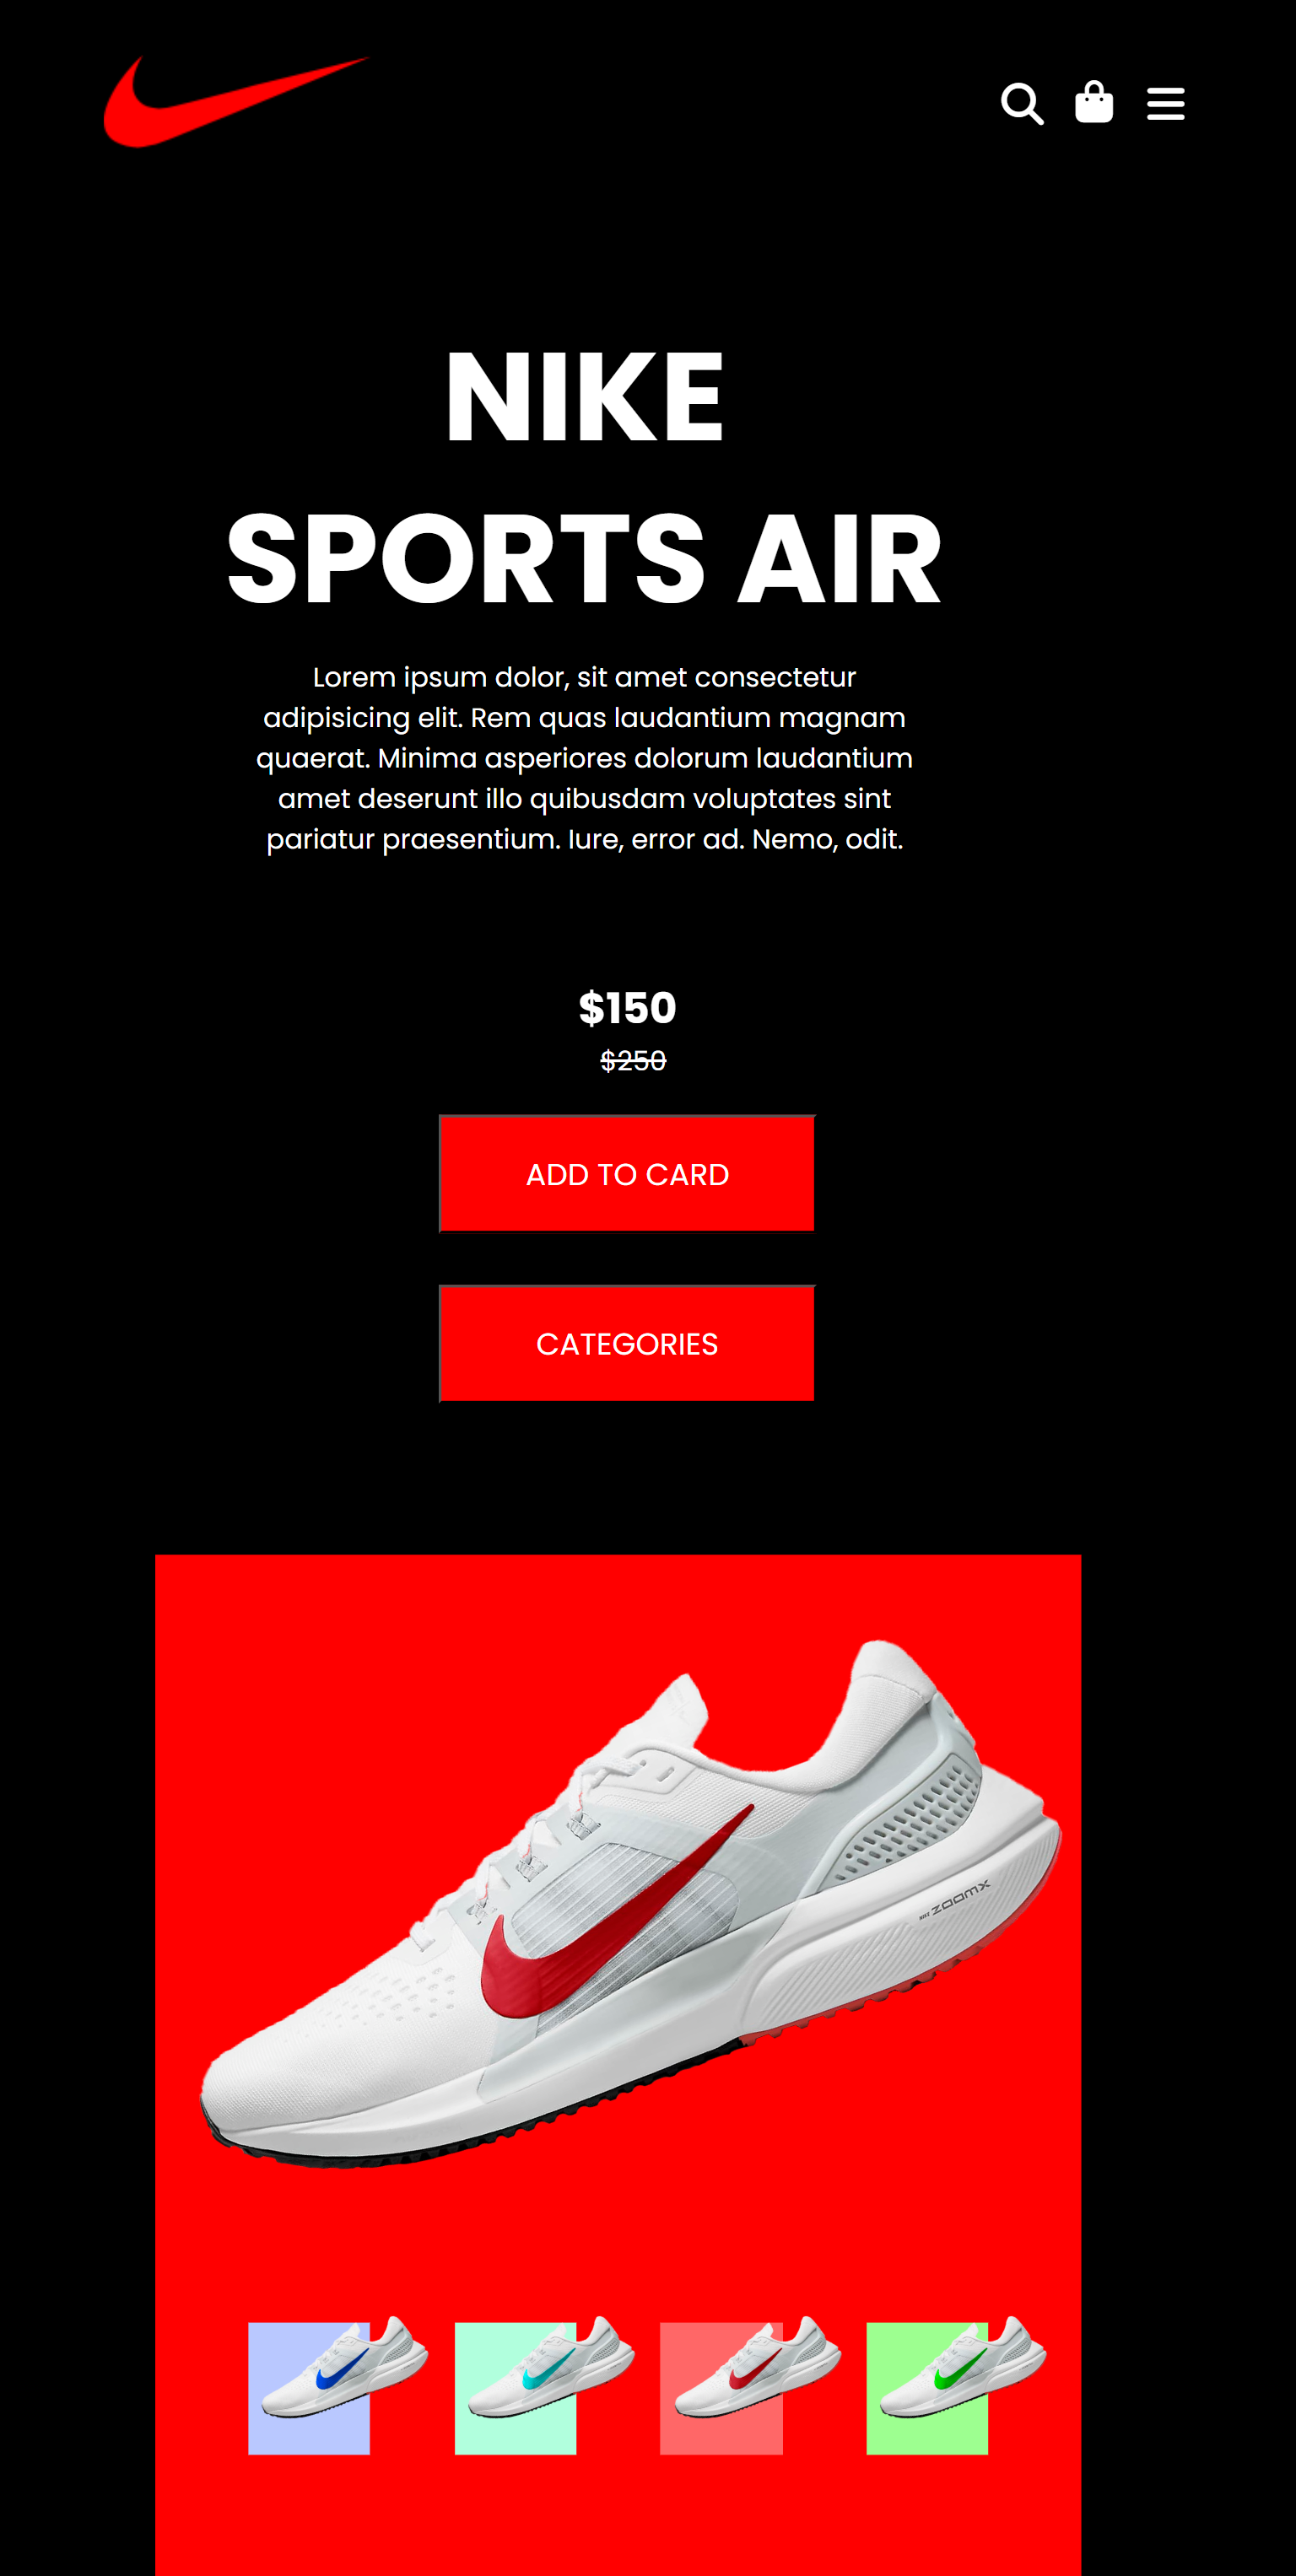 NIKE
SPORTS AIR
Lorem ipsum dolor, sit amet consectetur
adipisicing elit. Rem quas laudantium magnam
quaerat. Minima asperiores dolorum laudantium
amet deserunt illo quibusdam voluptates sint
pariatur praesentium. Iure, error ad. Nemo, odit.
$150
$250
ADD TO CARD
CATEGORIES
NIKE ZOOMX